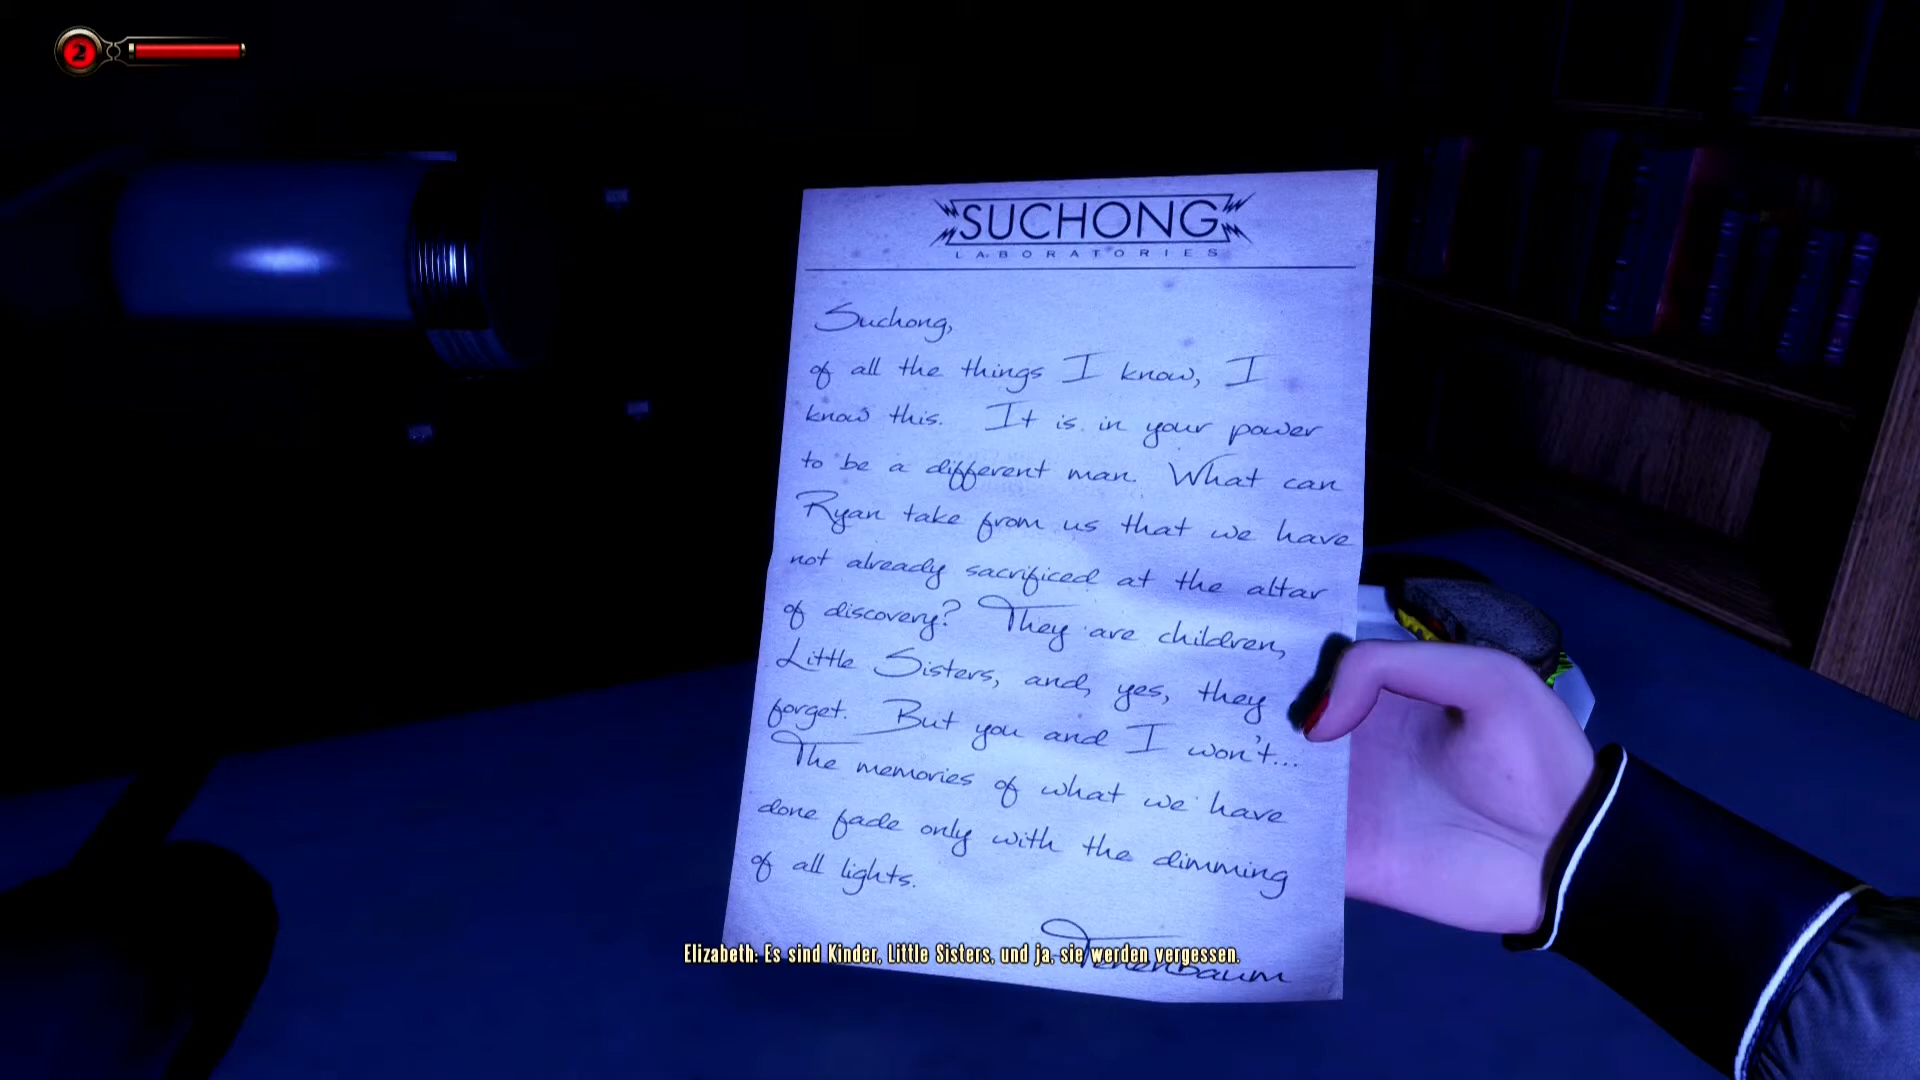 2
SUCHONG
LABORATORIES
Suchong,
of all the things I know, I
know this. It is in your power
to be a different man. What can
Ryan take from us that we have
not already sacrificed at the altar
of discovery? They are children,
Little Sisters, and, yes, they
forget. But you and I won't...
The memories of what we have
done fade only with the dimming
of all lights.
Tenenbaum
Elizabeth: Es sind Kinder, Little Sisters, und ja, sie werden vergessen.